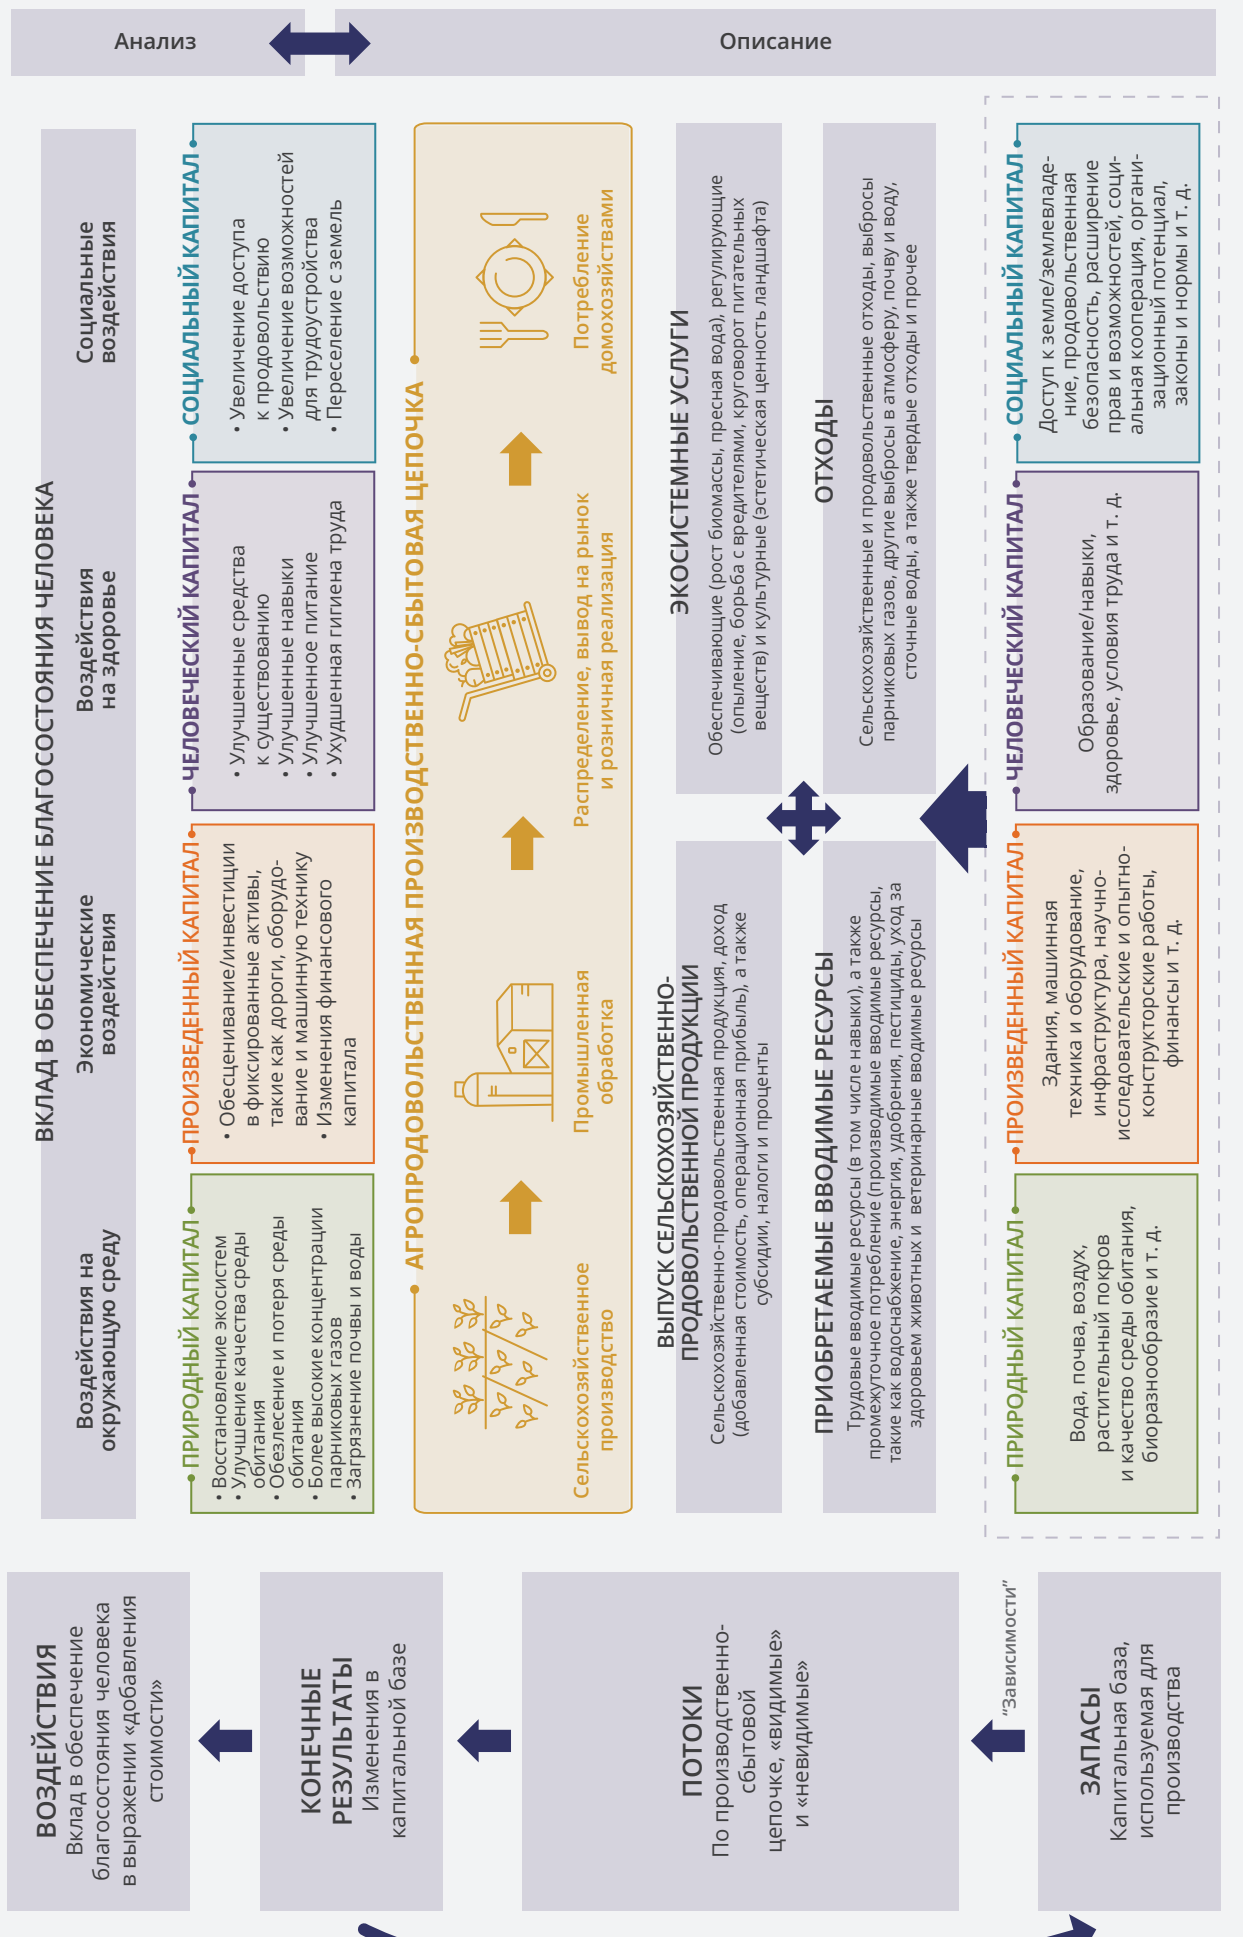 Анализ
Описание
ВКЛАД В ОБЕСПЕЧЕНИЕ БЛАГОСОСТОЯНИЯ ЧЕЛОВЕКА
Воздействия на
окружающую среду
Экономические
воздействия
Воздействия
на здоровье
Социальные
воздействия
ПРИРОДНЫЙ КАПИТАЛ
• Восстановление экосистем
• Улучшение качества среды
обитания
• Обезлесение и потеря среды
обитания
• Более высокие концентрации
парниковых газов
• Загрязнение почвы и воды
ПРОИЗВЕДЕННЫЙ КАПИТАЛ
• Обесценивание/инвестиции
в фиксированные активы,
такие как дороги, оборудо-
вание и машинную технику
• Изменения финансового
капитала
ЧЕЛОВЕЧЕСКИЙ КАПИТАЛ
• Улучшенные средства
к существованию
• Улучшенные навыки
• Улучшенное питание
• Ухудшенная гигиена труда
СОЦИАЛЬНЫЙ КАПИТАЛ
• Увеличение доступа
к продовольствию
• Увеличение возможностей
для трудоустройства
• Переселение с земель
АГРОПРОДОВОЛЬСТВЕННАЯ ПРОИЗВОДСТВЕННО-СБЫТОВАЯ ЦЕПОЧКА
Сельскохозяйственное
производство
Промышленная
обработка
Распределение, вывод на рынок
и розничная реализация
Потребление
домохозяйствами
ВЫПУСК СЕЛЬСКОХОЗЯЙСТВЕННО-
ПРОДОВОЛЬСТВЕННОЙ ПРОДУКЦИИ
Сельскохозяйственно-продовольственная продукция, доход
(добавленная стоимость, операционная прибыль), а также
субсидии, налоги и проценты
ЭКОСИСТЕМНЫЕ УСЛУГИ
Обеспечивающие (рост биомассы, пресная вода), регулирующие
(опыление, борьба с вредителями, круговорот питательных
веществ) и культурные (эстетическая ценность ландшафта)
ПРИОБРЕТАЕМЫЕ ВВОДИМЫЕ РЕСУРСЫ
Трудовые вводимые ресурсы (в том числе навыки), а также
промежуточное потребление (производимые вводимые ресурсы,
такие как водоснабжение, энергия, удобрения, пестициды, уход за
здоровьем животных и ветеринарные вводимые ресурсы
ОТХОДЫ
Сельскохозяйственные и продовольственные отходы, выбросы
парниковых газов, другие выбросы в атмосферу, почву и воду,
сточные воды, а также твердые отходы и прочее
ПРИРОДНЫЙ КАПИТАЛ
Вода, почва, воздух,
растительный покров
и качество среды обитания,
биоразнообразие и т. д.
ПРОИЗВЕДЕННЫЙ КАПИТАЛ
Здания, машинная
техника и оборудование,
инфраструктура, научно-
исследовательские и опытно-
конструкторские работы,
финансы и т. д.
ЧЕЛОВЕЧЕСКИЙ КАПИТАЛ
Образование/навыки,
здоровье, условия труда и т. д.
СОЦИАЛЬНЫЙ КАПИТАЛ
Доступ к земле/землевладе-
ние, продовольственная
безопасность, расширение
прав и возможностей, соци-
альная кооперация, органи-
зационный потенциал,
законы и нормы и т. д.
ВОЗДЕЙСТВИЯ
Вклад в обеспечение
благосостояния человека
в выражении «добавления
стоимости»
КОНЕЧНЫЕ
РЕЗУЛЬТАТЫ
Изменения в
капитальной базе
ПОТОКИ
По производственно-
сбытовой
цепочке, «видимые»
и «невидимые»
“Зависимости”
ЗАПАСЫ
Капитальная база,
используемая для
производства